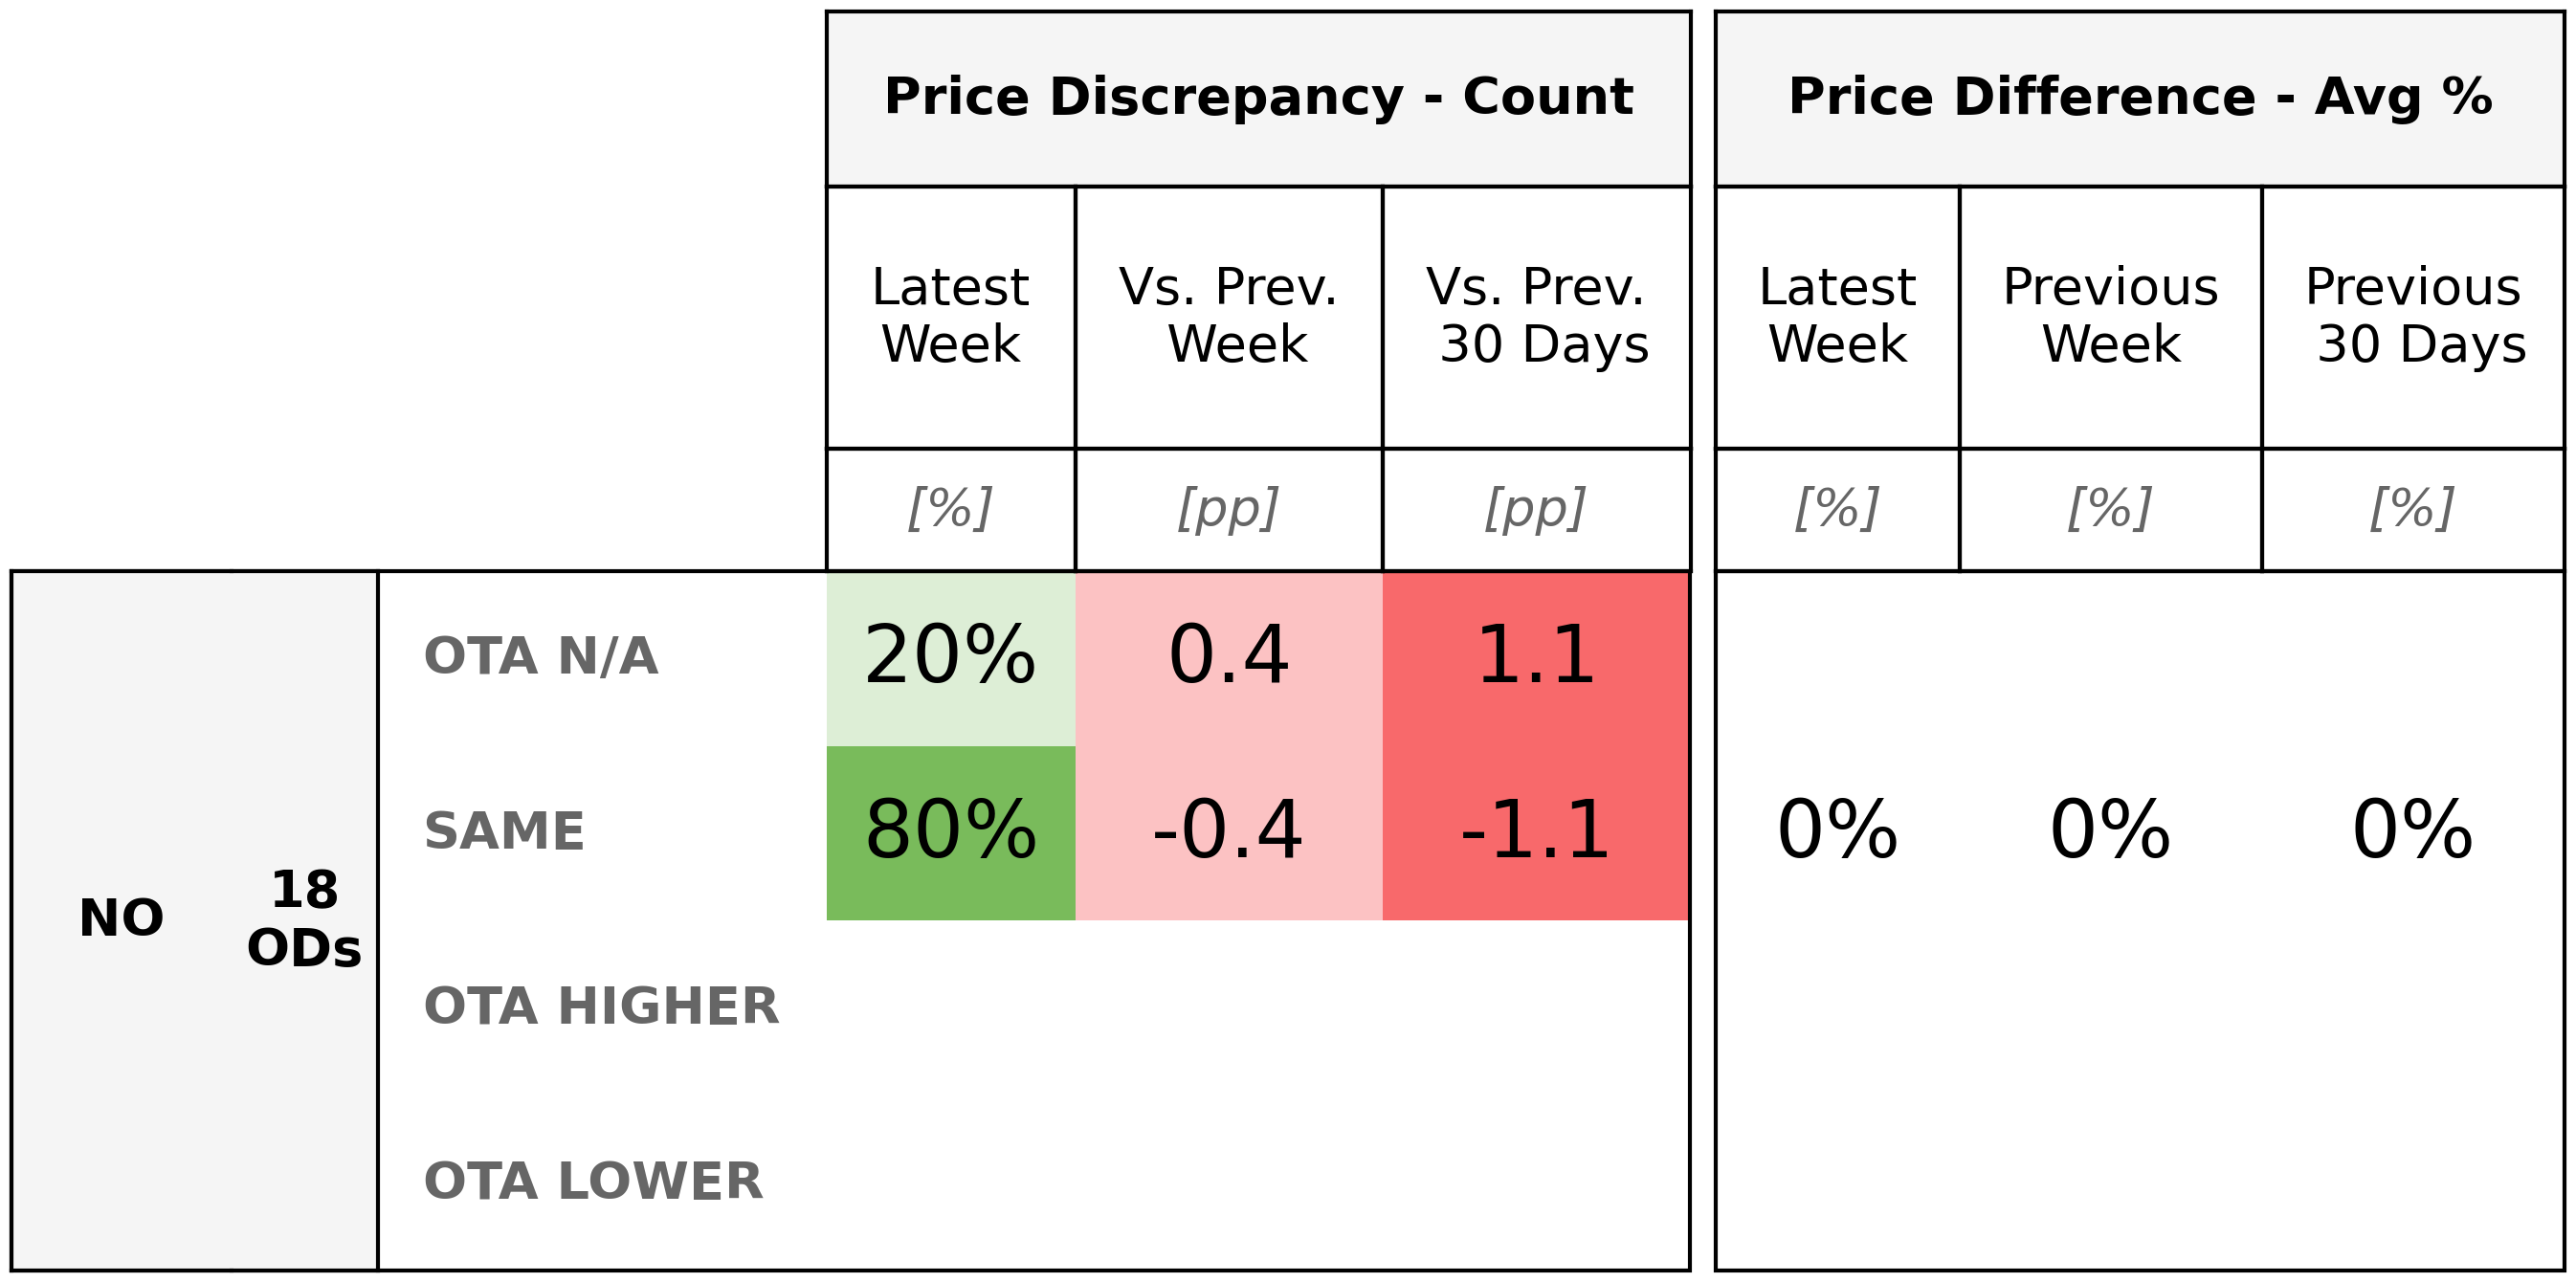 Price Discrepancy - Count
Price Difference - Avg %
Latest Week
Vs. Prev. Week
Vs. Prev. 30 Days
Latest Week
Previous Week
Previous 30 Days
[%] [pp] [pp] [%] [%] [%]
NO
18 ODs
OTA N/A 20% 0.4 1.1
SAME 80% -0.4 -1.1 0% 0% 0%
OTA HIGHER
OTA LOWER